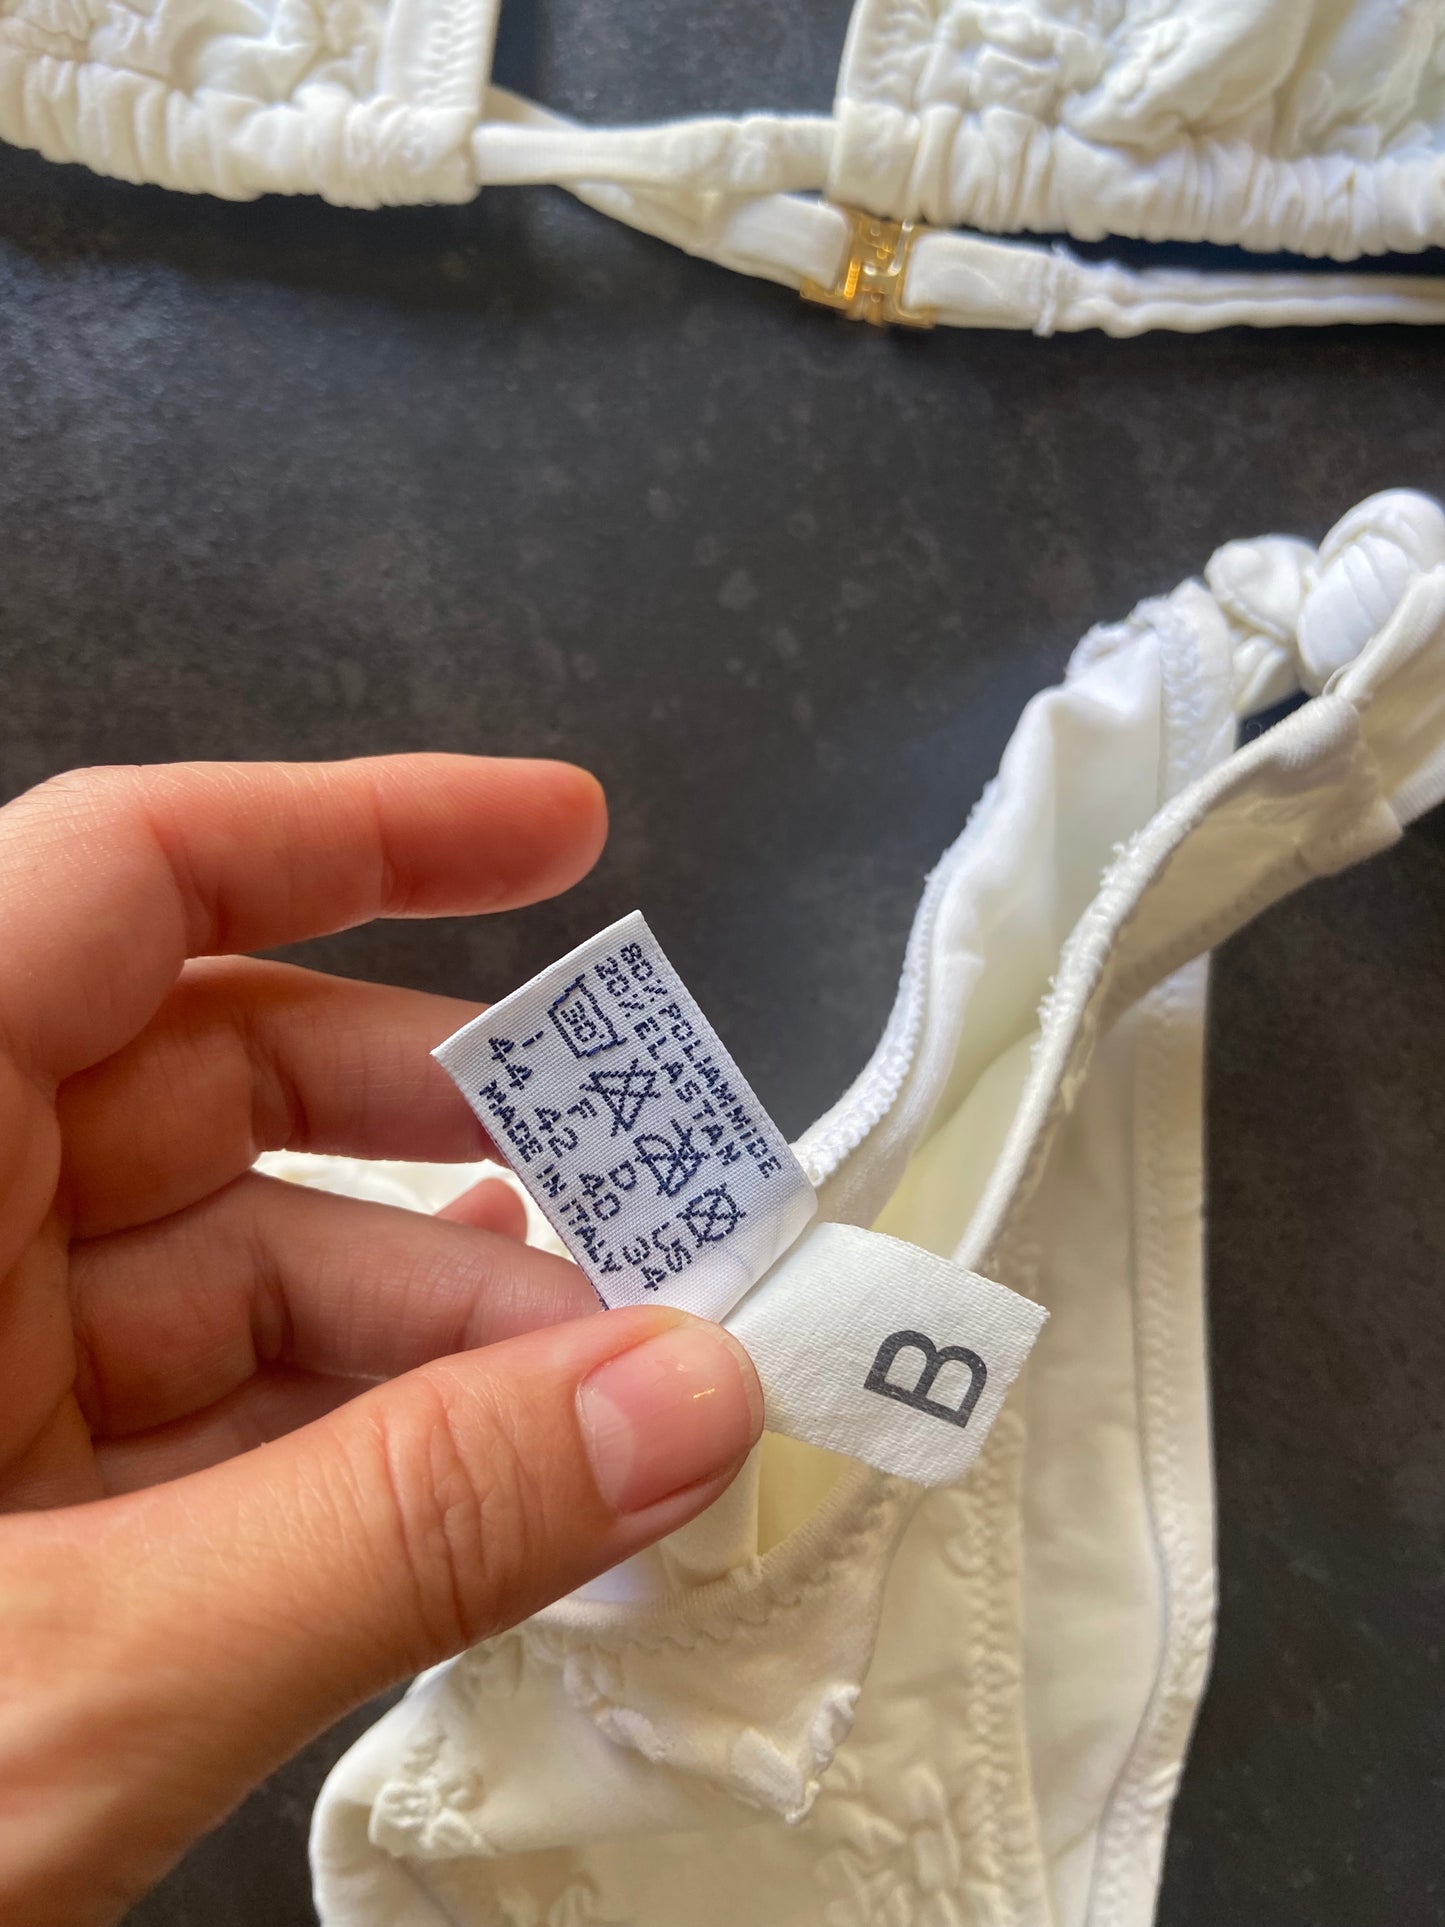 80% POLIAMMIDE
20% ELASTAN
30
I F D US
44 42 40 34
MADE IN ITALY
B